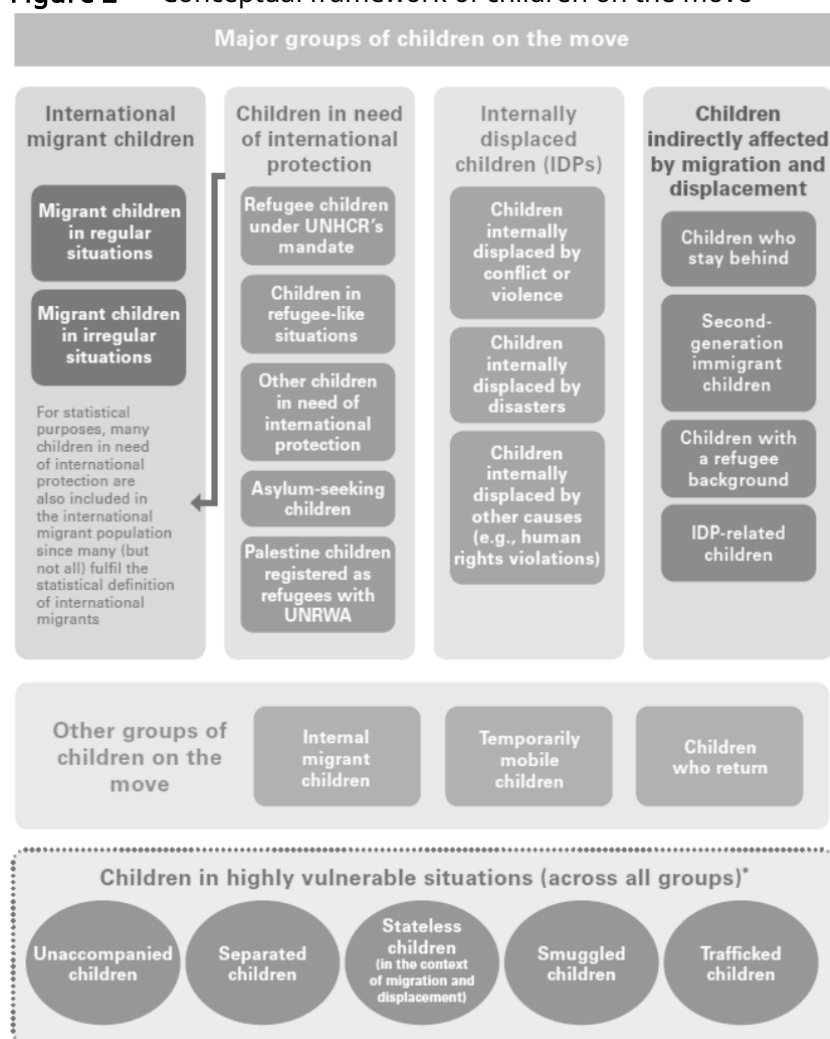 Figure 2 Conceptual framework of children on the move
Major groups of children on the move
International
migrant children
Migrant children
in regular
situations
Migrant children
in irregular
situations
For statistical
purposes, many
children in need
of international
protection are
also included in
the international
migrant population
since many (but
not all) fulfil the
statistical definition
of international
migrants
Children in need
of international
protection
Refugee children
under UNHCR's
mandate
Children in
refugee-like
situations
Other children
in need of
international
protection
Asylum-seeking
children
Palestine children
registered as
refugees with
UNRWA
Internally
displaced
children (IDPs)
Children
internally
displaced by
conflict or
violence
Children
internally
displaced by
disasters
Children
internally
displaced by
other causes
(e.g., human
rights violations)
Children
indirectly affected
by migration and
displacement
Children who
stay behind
Second-
generation
immigrant
children
Children with
a refugee
background
IDP-related
children
Other groups of
children on the
move
Internal
migrant
children
Temporarily
mobile
children
Children
who return
Children in highly vulnerable situations (across all groups)*
Unaccompanied
children
Separated
children
Stateless
children
(in the context
of migration and
displacement)
Smuggled
children
Trafficked
children